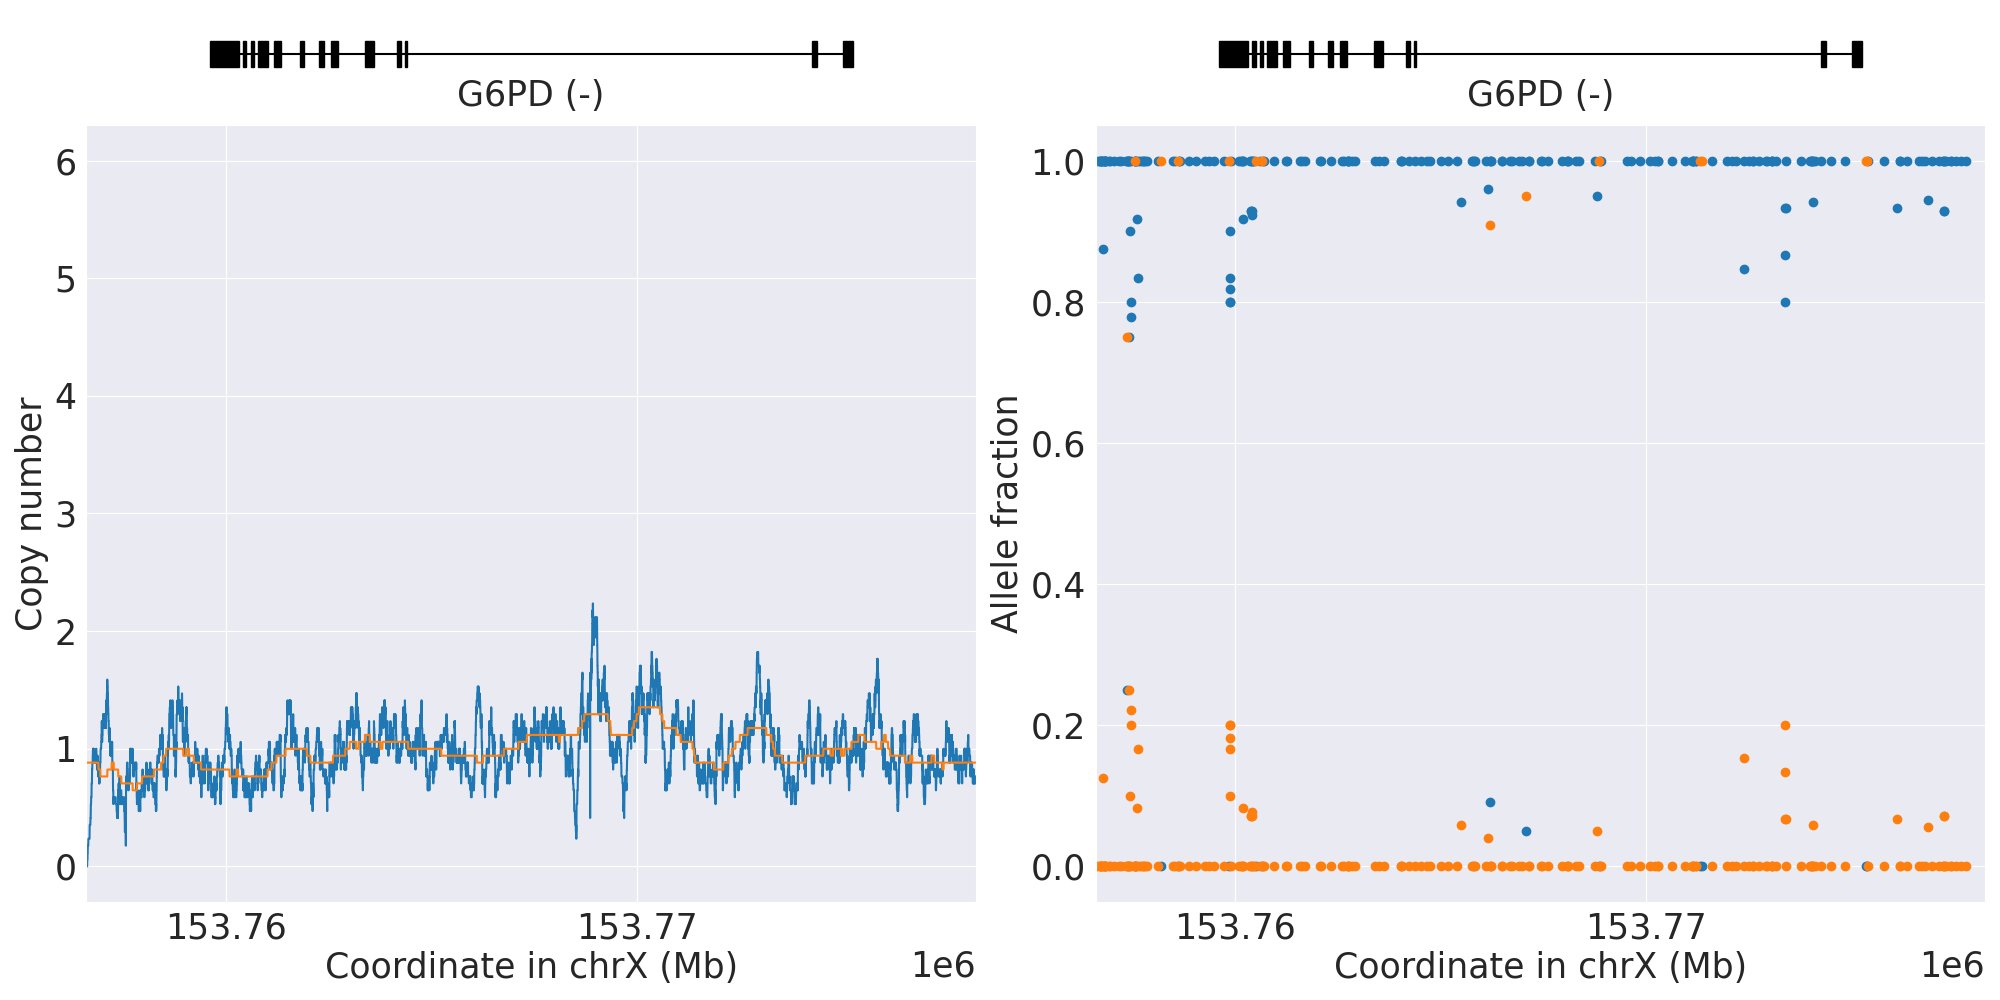 G6PD (-)
G6PD (-)
Copy number
6
5
4
3
2
1
0
153.76
153.77
Coordinate in chrX (Mb)
1e6
Allele fraction
1.0
0.8
0.6
0.4
0.2
0.0
153.76
153.77
Coordinate in chrX (Mb)
1e6